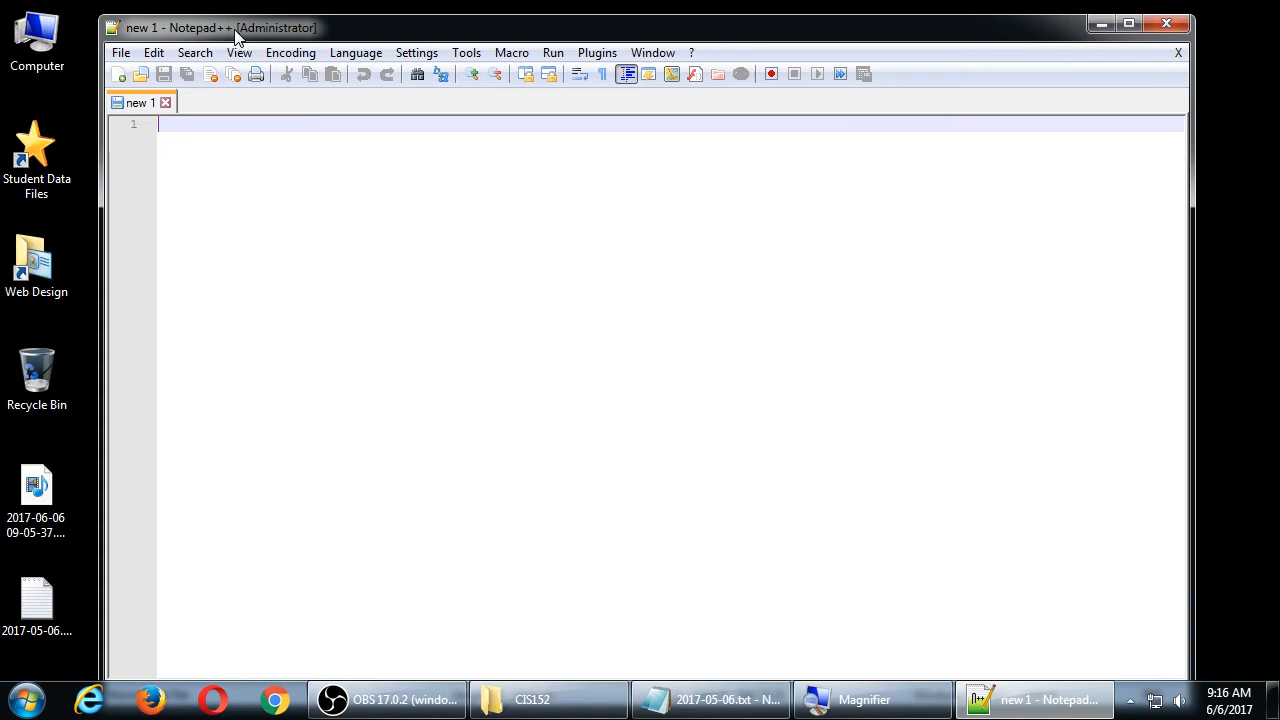 Computer
Student Data
Files
Web Design
Recycle Bin
2017-06-06
09-05-37....
2017-05-06....
new 1 - Notepad++ [Administrator]
File Edit Search View Encoding Language Settings Tools Macro Run Plugins Window ? X
new 1
1
OBS 17.0.2 (windo...
CIS152
2017-05-06.txt - N...
Magnifier
new 1 - Notepad...
9:16 AM
6/6/2017